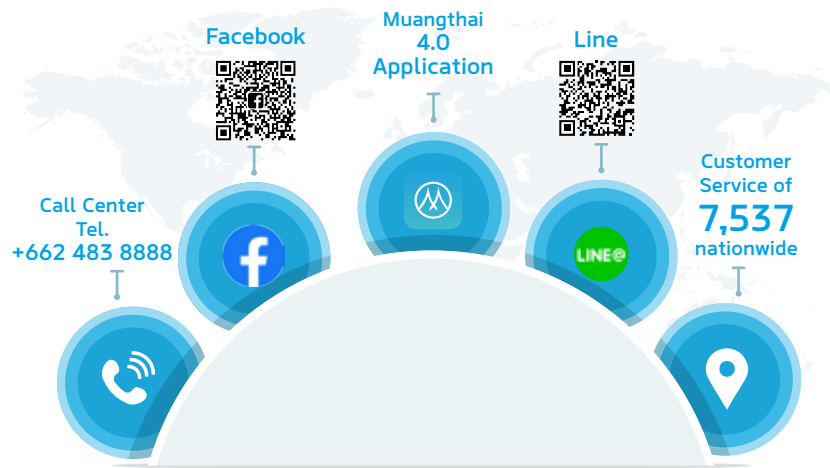 Call Center
Tel.
+662 483 8888
Facebook
Muangthai
4.0
Application
Line
LINE@
Customer
Service of
7,537
nationwide